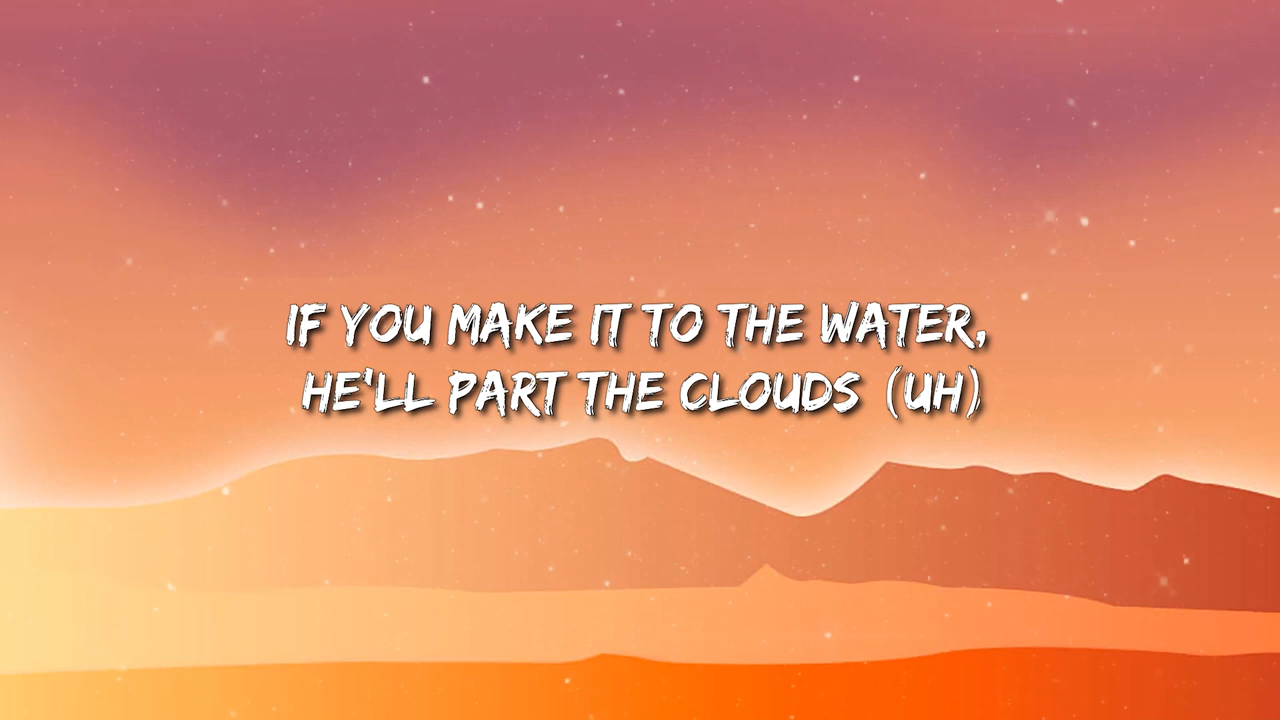 IF YOU MAKE IT TO THE WATER,
HE'LL PART THE CLOUDS (UH)